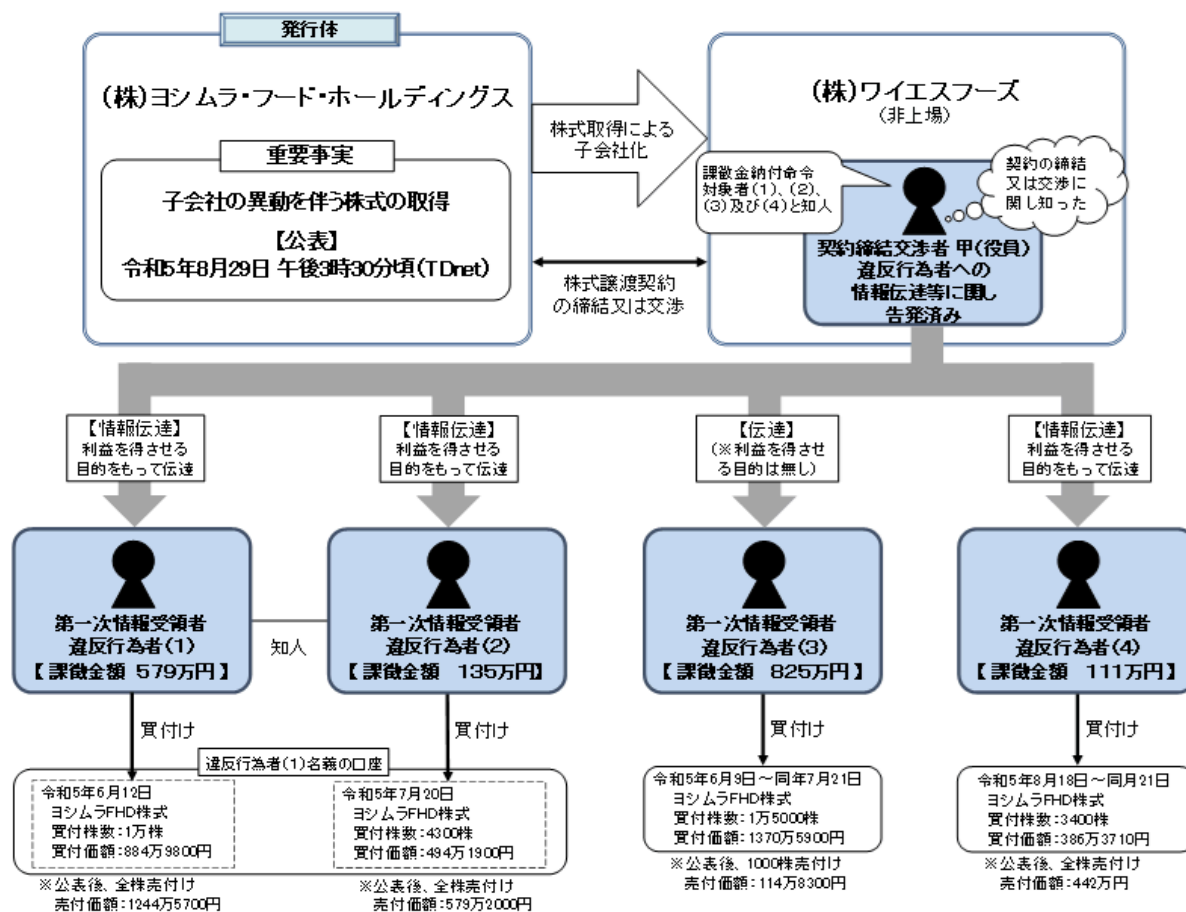 発行体
(株)ヨシムラ・フード・ホールディングス
重要事実
子会社の異動を伴う株式の取得
【公表】
令和5年8月29日 午後3時30分頃(TDnet)
株式取得による
子会社化
株式譲渡契約
の締結又は交渉
(株)ワイエスフーズ
(非上場)
課徴金納付命令
対象者(1)、(2)、
(3)及び(4)と知人
契約の締結
又は交渉に
関し知った
契約締結交渉者 甲(役員)
違反行為者への
情報伝達等に関し
告発済み
【情報伝達】
利益を得させる
目的をもって伝達
【情報伝達】
利益を得させる
目的をもって伝達
【伝達】
(※利益を得させ
る目的は無し)
【情報伝達】
利益を得させる
目的をもって伝達
第一次情報受領者
違反行為者(1)
【課徴金額 579万円】
知人
第一次情報受領者
違反行為者(2)
【課徴金額 135万円】
第一次情報受領者
違反行為者(3)
【課徴金額 825万円】
第一次情報受領者
違反行為者(4)
【課徴金額 111万円】
買付け
買付け
買付け
買付け
違反行為者(1)名義の口座
令和5年6月12日
ヨシムラFHD株式
買付株数:1万株
買付価額:884万9800円
※公表後、全株売付け
売付価額:1244万5700円
令和5年7月20日
ヨシムラFHD株式
買付株数:4300株
買付価額:494万1900円
※公表後、全株売付け
売付価額:579万2000円
令和5年6月9日~同年7月21日
ヨシムラFHD株式
買付株数:1万5000株
買付価額:1370万5900円
※公表後、1000株売付け
売付価額:114万8300円
令和5年8月18日~同月21日
ヨシムラFHD株式
買付株数:3400株
買付価額:386万3710円
※公表後、全株売付け
売付価額:442万円